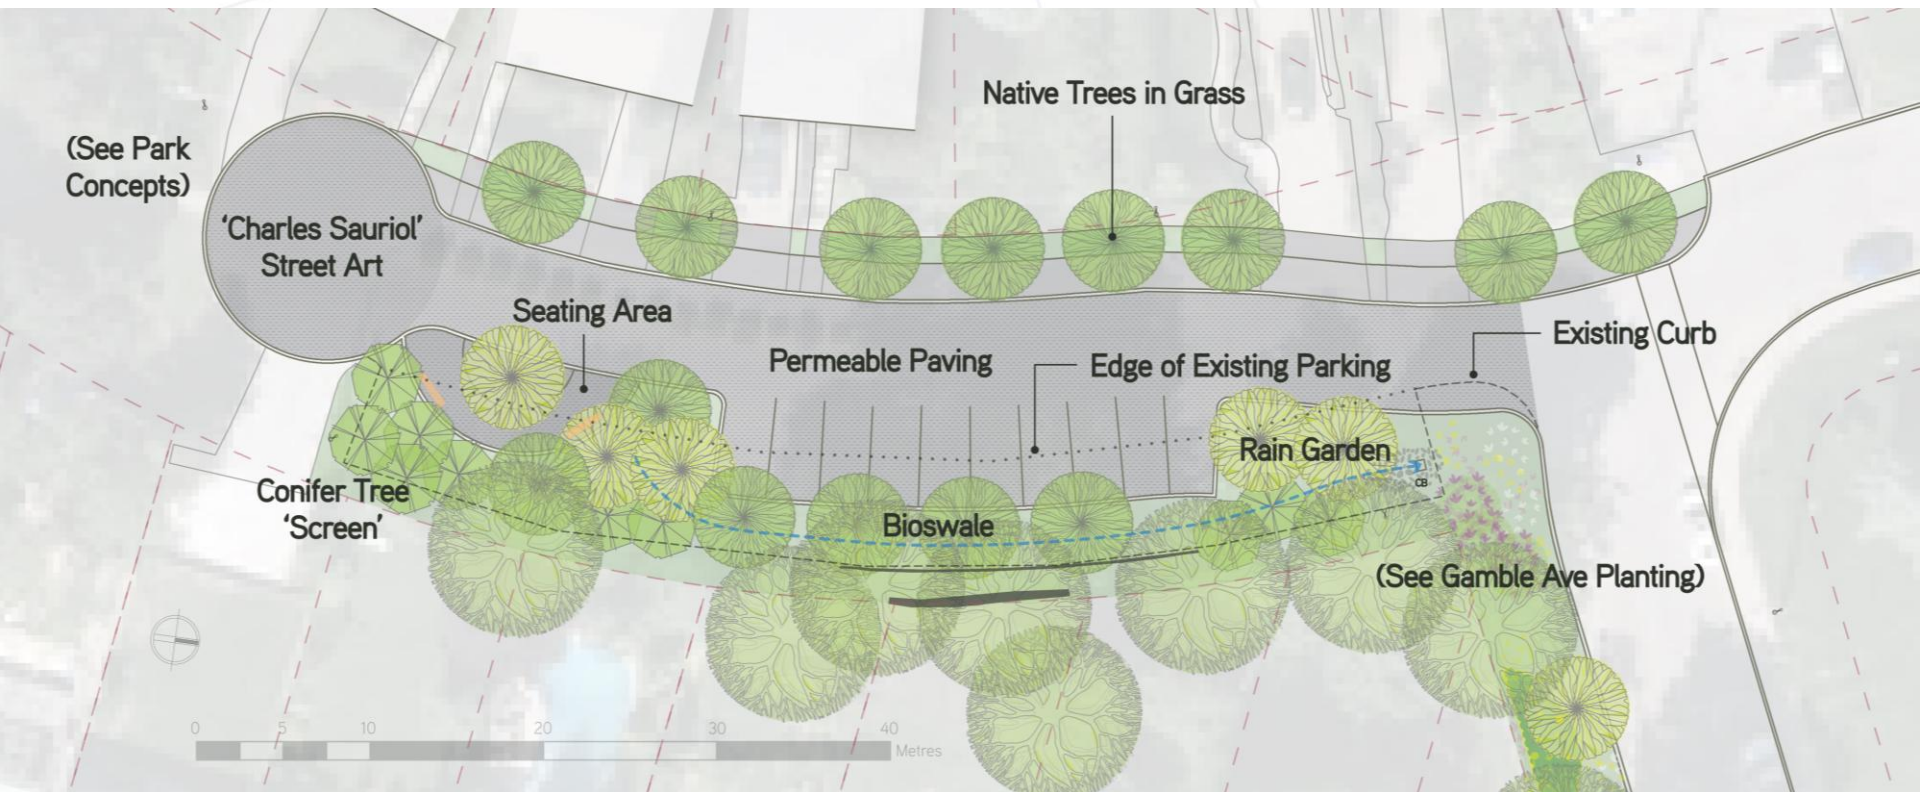 Native Trees in Grass
(See Park
Concepts)
'Charles Sauriol'
Street Art
Seating Area
Existing Curb
Permeable Paving
Edge of Existing Parking
Rain Garden
CB
Conifer Tree
'Screen'
Bioswale
(See Gamble Ave Planting)
0 5 10 20 30 40
Metres